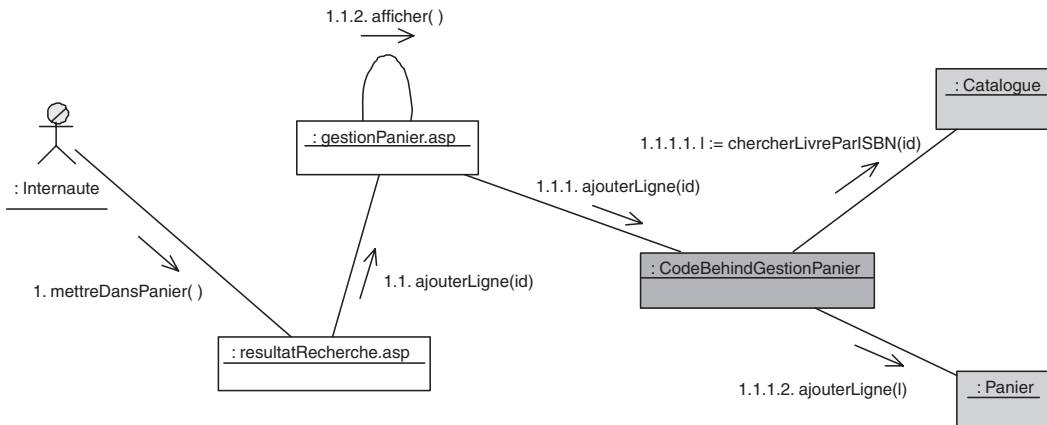 1.1.2. afficher( )
: Catalogue
: gestionPanier.asp
1.1.1.1. l := chercherLivreParISBN(id)
: Internaute
1.1.1. ajouterLigne(id)
: CodeBehindGestionPanier
1. mettreDansPanier( )
1.1. ajouterLigne(id)
: resultatRecherche.asp
1.1.1.2. ajouterLigne(l)
: Panier